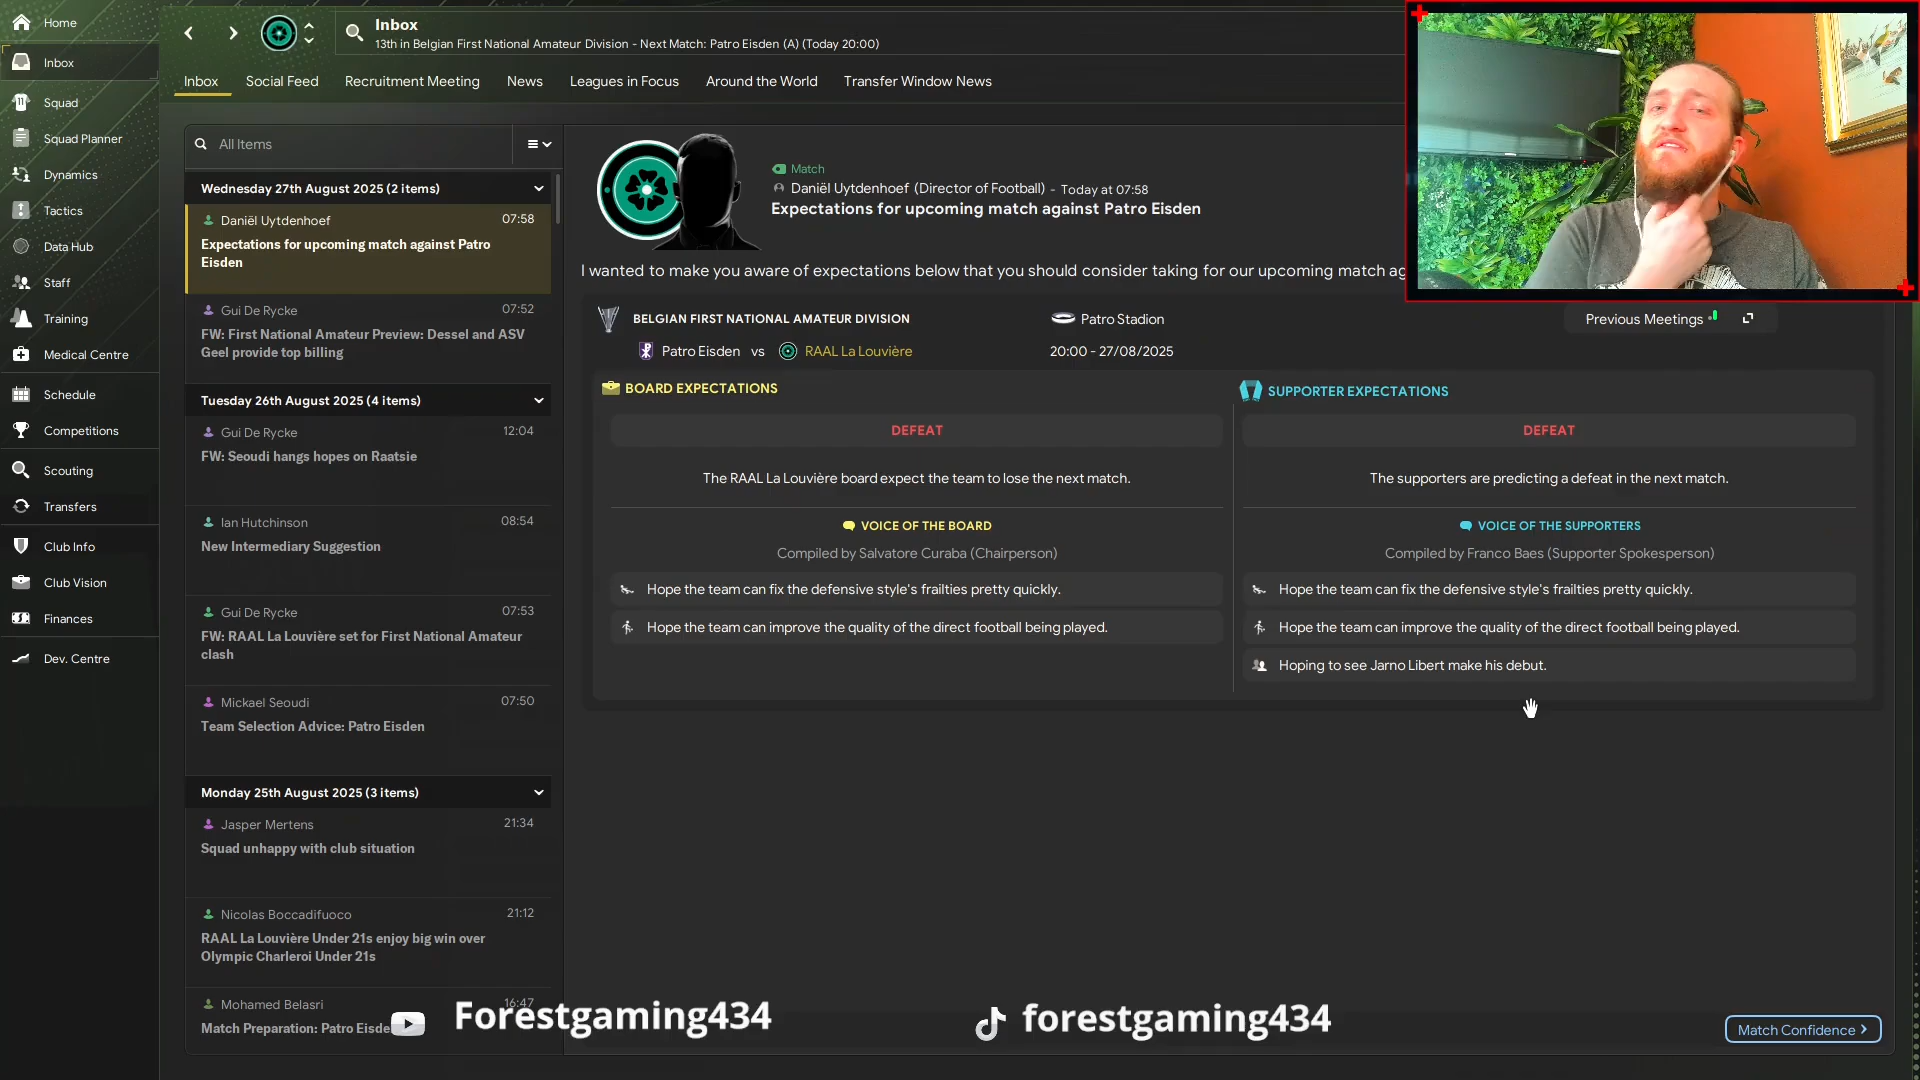 Home
Inbox
Squad
Squad Planner
Dynamics
Tactics
Data Hub
Staff
Training
Medical Centre
Schedule
Competitions
Scouting
Transfers
Club Info
Club Vision
Finances
Dev. Centre
Inbox
13th in Belgian First National Amateur Division - Next Match: Patro Eisden (A) (Today 20:00)
Inbox Social Feed Recruitment Meeting News Leagues in Focus Around the World Transfer Window News
All Items
Wednesday 27th August 2025 (2 items)
Daniël Uytdenhoef 07:58
Expectations for upcoming match against Patro
Eisden
Gui De Rycke 07:52
FW: First National Amateur Preview: Dessel and ASV
Geel provide top billing
Tuesday 26th August 2025 (4 items)
Gui De Rycke 12:04
FW: Seoudi hangs hopes on Raatsie
Ian Hutchinson 08:54
New Intermediary Suggestion
Gui De Rycke 07:53
FW: RAAL La Louvière set for First National Amateur
clash
Mickael Seoudi 07:50
Team Selection Advice: Patro Eisden
Monday 25th August 2025 (3 items)
Jasper Mertens 21:34
Squad unhappy with club situation
Nicolas Boccadifuoco 21:12
RAAL La Louvière Under 21s enjoy big win over
Olympic Charleroi Under 21s
Mohamed Belasri 16:47
Match Preparation: Patro Eisde
Match
Daniël Uytdenhoef (Director of Football) - Today at 07:58
Expectations for upcoming match against Patro Eisden
I wanted to make you aware of expectations below that you should consider taking for our upcoming match ag
BELGIAN FIRST NATIONAL AMATEUR DIVISION
Patro Eisden vs RAAL La Louvière
Patro Stadion
20:00 - 27/08/2025
Previous Meetings
BOARD EXPECTATIONS
DEFEAT
The RAAL La Louvière board expect the team to lose the next match.
VOICE OF THE BOARD
Compiled by Salvatore Curaba (Chairperson)
Hope the team can fix the defensive style's frailties pretty quickly.
Hope the team can improve the quality of the direct football being played.
SUPPORTER EXPECTATIONS
DEFEAT
The supporters are predicting a defeat in the next match.
VOICE OF THE SUPPORTERS
Compiled by Franco Baes (Supporter Spokesperson)
Hope the team can fix the defensive style's frailties pretty quickly.
Hope the team can improve the quality of the direct football being played.
Hoping to see Jarno Libert make his debut.
Match Confidence
Forestgaming434
forestgaming434